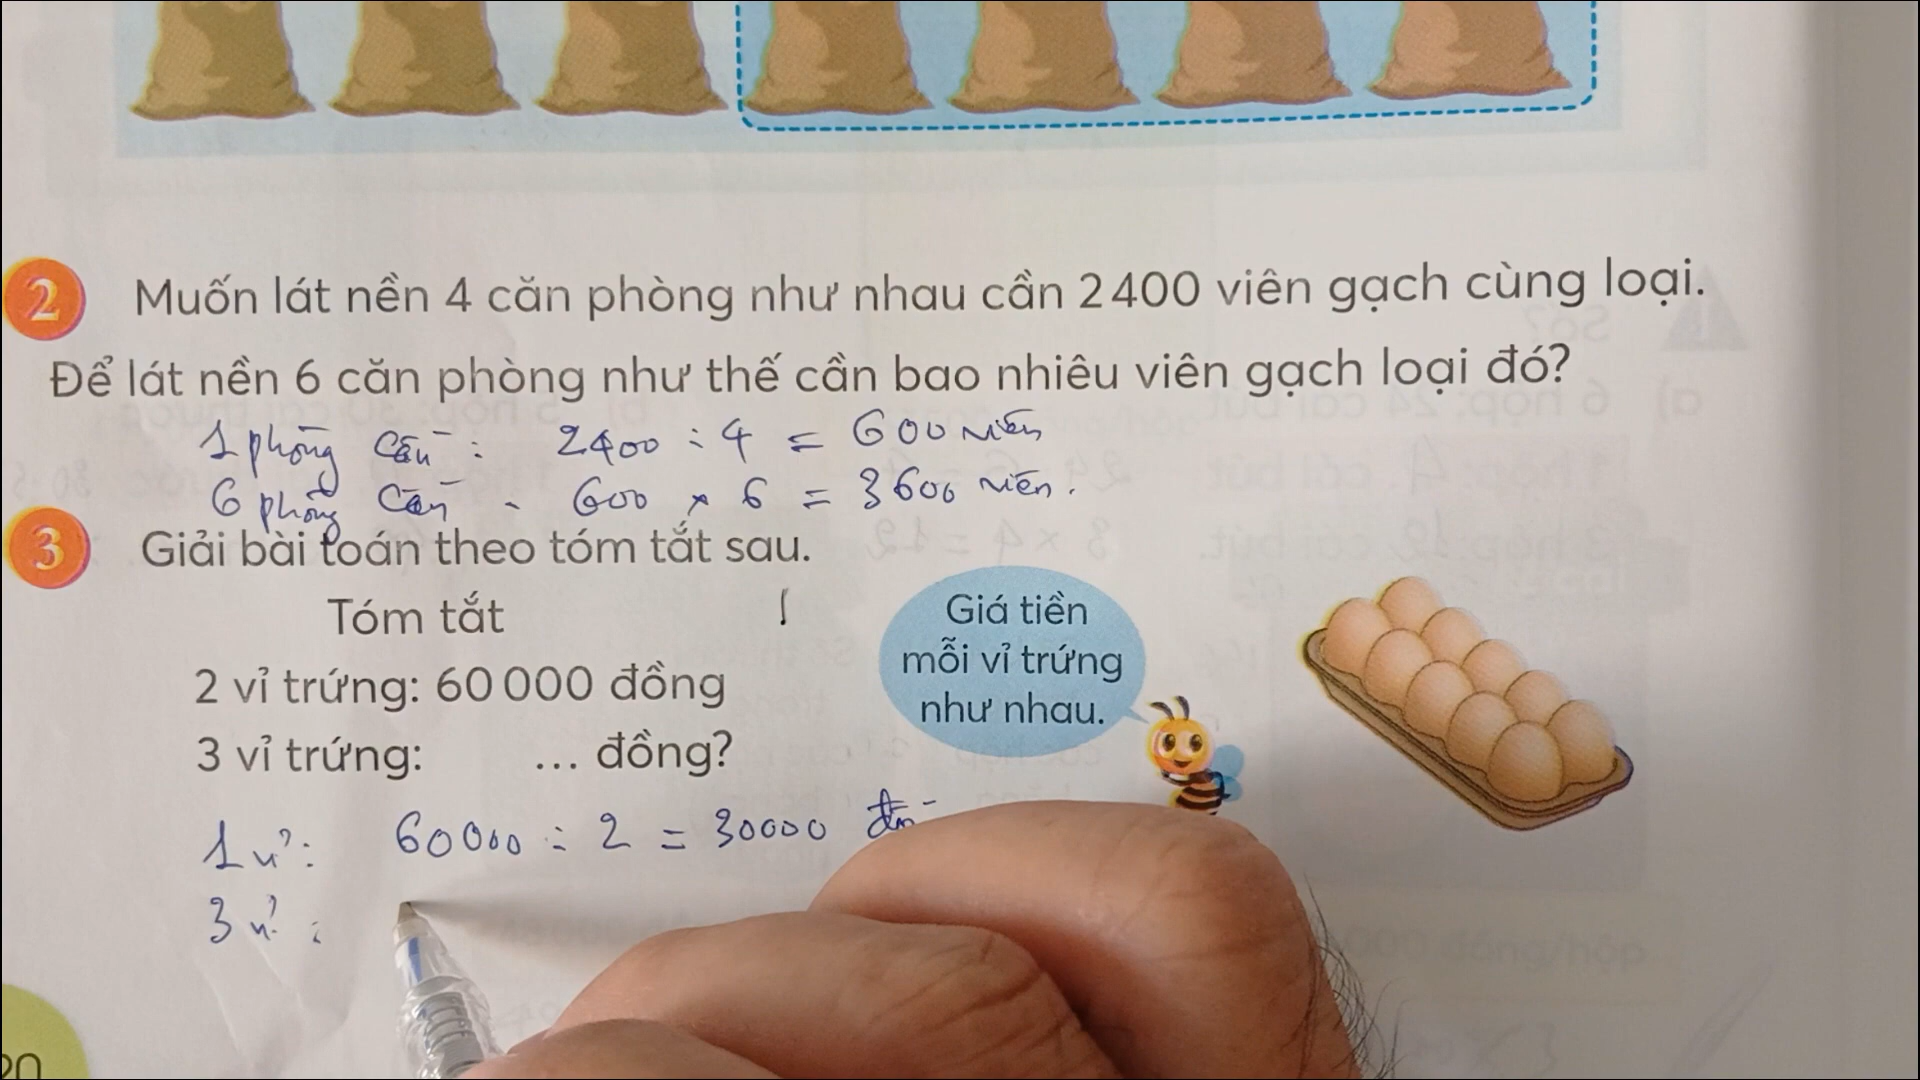 2 Muốn lát nền 4 căn phòng như nhau cần 2 400 viên gạch cùng loại.
Để lát nền 6 căn phòng như thế cần bao nhiêu viên gạch loại đó?
1 phòng cần : 2400 : 4 = 600 viên
6 phòng cần : 600 x 6 = 3600 viên.
3 Giải bài toán theo tóm tắt sau.
Tóm tắt
2 vỉ trứng: 60 000 đồng
3 vỉ trứng: ... đồng?
Giá tiền
mỗi vỉ trứng
như nhau.
1 vỉ: 60000 : 2 = 30000
3 vỉ :